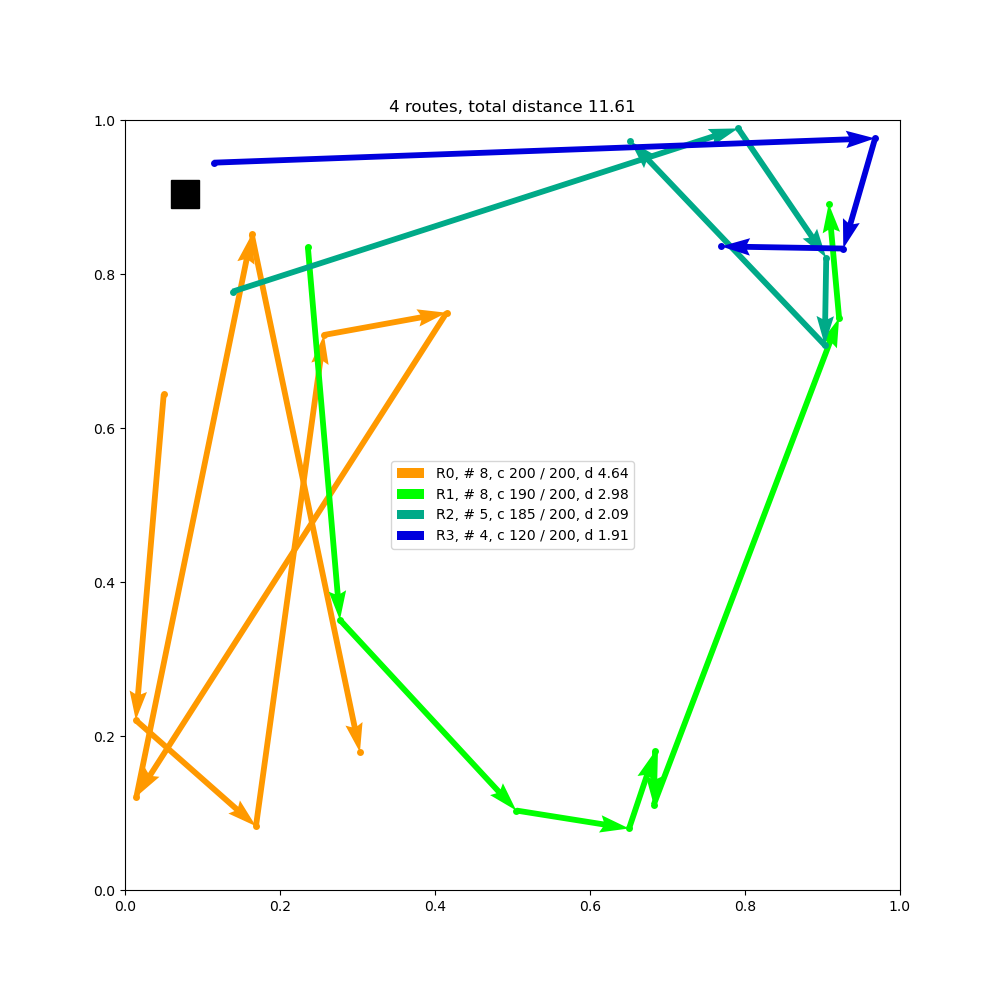 4 routes, total distance 11.61
1.0
0.8
0.6
0.4
0.2
0.0
R0, # 8, c 200 / 200, d 4.64
R1, # 8, c 190 / 200, d 2.98
R2, # 5, c 185 / 200, d 2.09
R3, # 4, c 120 / 200, d 1.91
0.0 0.2 0.4 0.6 0.8 1.0